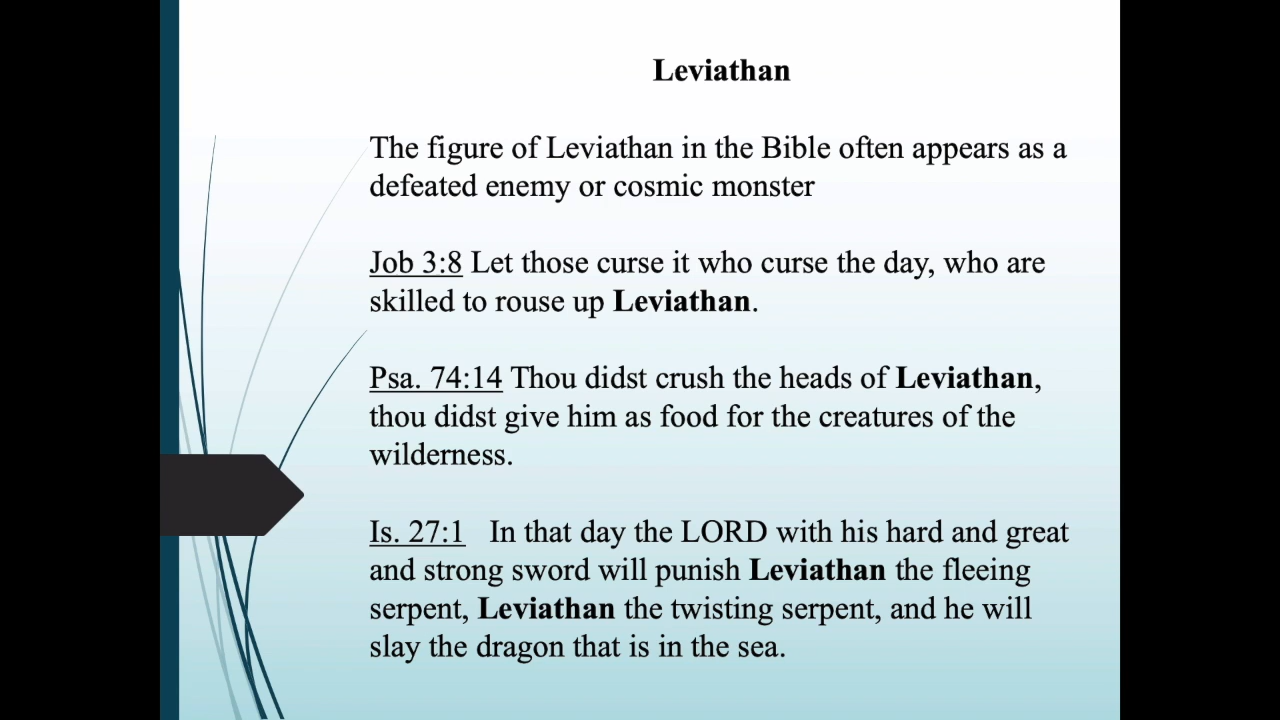 Leviathan
The figure of Leviathan in the Bible often appears as a
defeated enemy or cosmic monster
Job 3:8 Let those curse it who curse the day, who are
skilled to rouse up Leviathan.
Psa. 74:14 Thou didst crush the heads of Leviathan,
thou didst give him as food for the creatures of the
wilderness.
Is. 27:1 In that day the LORD with his hard and great
and strong sword will punish Leviathan the fleeing
serpent, Leviathan the twisting serpent, and he will
slay the dragon that is in the sea.